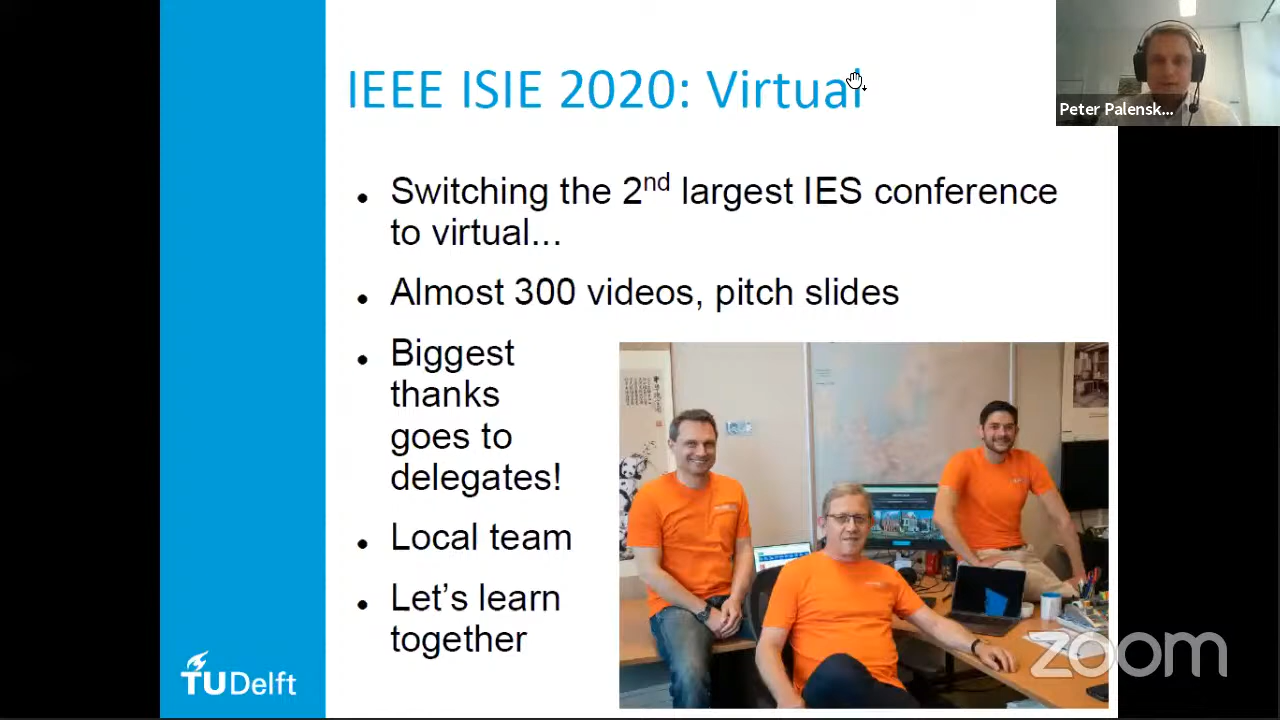 IEEE ISIE 2020: Virtual
Peter Palensk...
• Switching the 2nd largest IES conference
to virtual...
• Almost 300 videos, pitch slides
• Biggest
thanks
goes to
delegates!
• Local team
• Let's learn
together
TUDelft
zoom